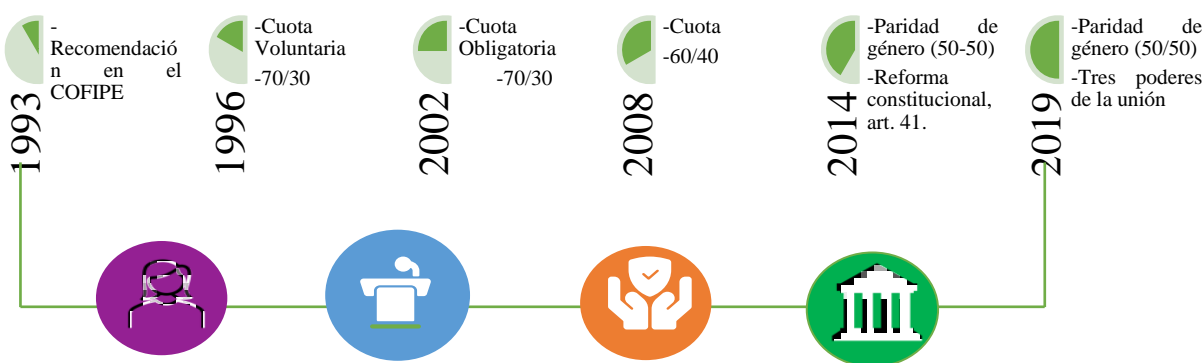 -
Recomendació
n en el
COFIPE
1993
-Cuota
Voluntaria
-70/30
1996
-Cuota
Obligatoria
-70/30
2002
-Cuota
-60/40
2008
-Paridad de
género (50-50)
-Reforma
constitucional,
art. 41.
2014
-Paridad de
género (50/50)
-Tres poderes
de la unión
2019